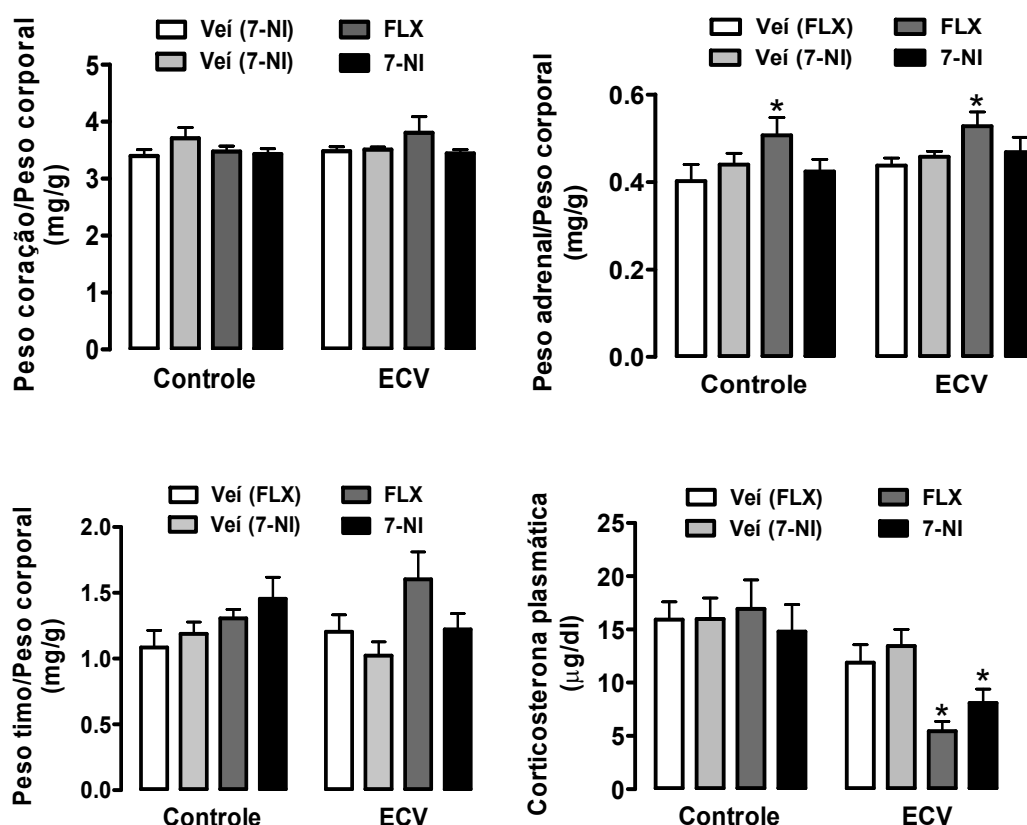 Veí (7-NI) FLX
Veí (7-NI) 7-NI
Peso coração/Peso corporal
(mg/g)
5
4
3
2
1
0
Controle ECV
Veí (FLX) FLX
Veí (7-NI) 7-NI
Peso adrenal/Peso corporal
(mg/g)
0.6
0.4
0.2
0.0
* *
Controle ECV
Veí (FLX) FLX
Veí (7-NI) 7-NI
Peso timo/Peso corporal
(mg/g)
2.0
1.5
1.0
0.5
0.0
Controle ECV
Veí (FLX) FLX
Veí (7-NI) 7-NI
Corticosterona plasmática
(µg/dl)
25
20
15
10
5
0
* *
Controle ECV